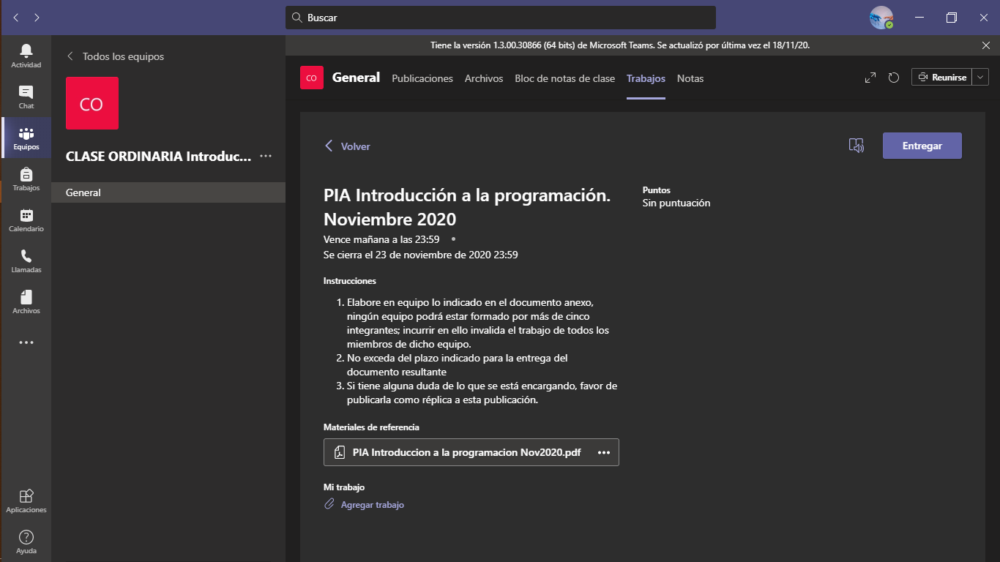 Buscar
Tiene la versión 1.3.00.30866 (64 bits) de Microsoft Teams. Se actualizó por última vez el 18/11/20.
Actividad
Chat
Equipos
Trabajos
Calendario
Llamadas
Archivos
Aplicaciones
Ayuda
Todos los equipos
CO
CLASE ORDINARIA Introduc...
General
CO
General
Publicaciones
Archivos
Bloc de notas de clase
Trabajos
Notas
Reunirse
Volver
Entregar
PIA Introducción a la programación.
Noviembre 2020
Vence mañana a las 23:59 •
Se cierra el 23 de noviembre de 2020 23:59
Puntos
Sin puntuación
Instrucciones
1. Elabore en equipo lo indicado en el documento anexo,
ningún equipo podrá estar formado por más de cinco
integrantes; incurrir en ello invalida el trabajo de todos los
miembros de dicho equipo.
2. No exceda del plazo indicado para la entrega del
documento resultante
3. Si tiene alguna duda de lo que se está encargando, favor de
publicarla como réplica a esta publicación.
Materiales de referencia
PIA Introduccion a la programacion Nov2020.pdf
Mi trabajo
Agregar trabajo